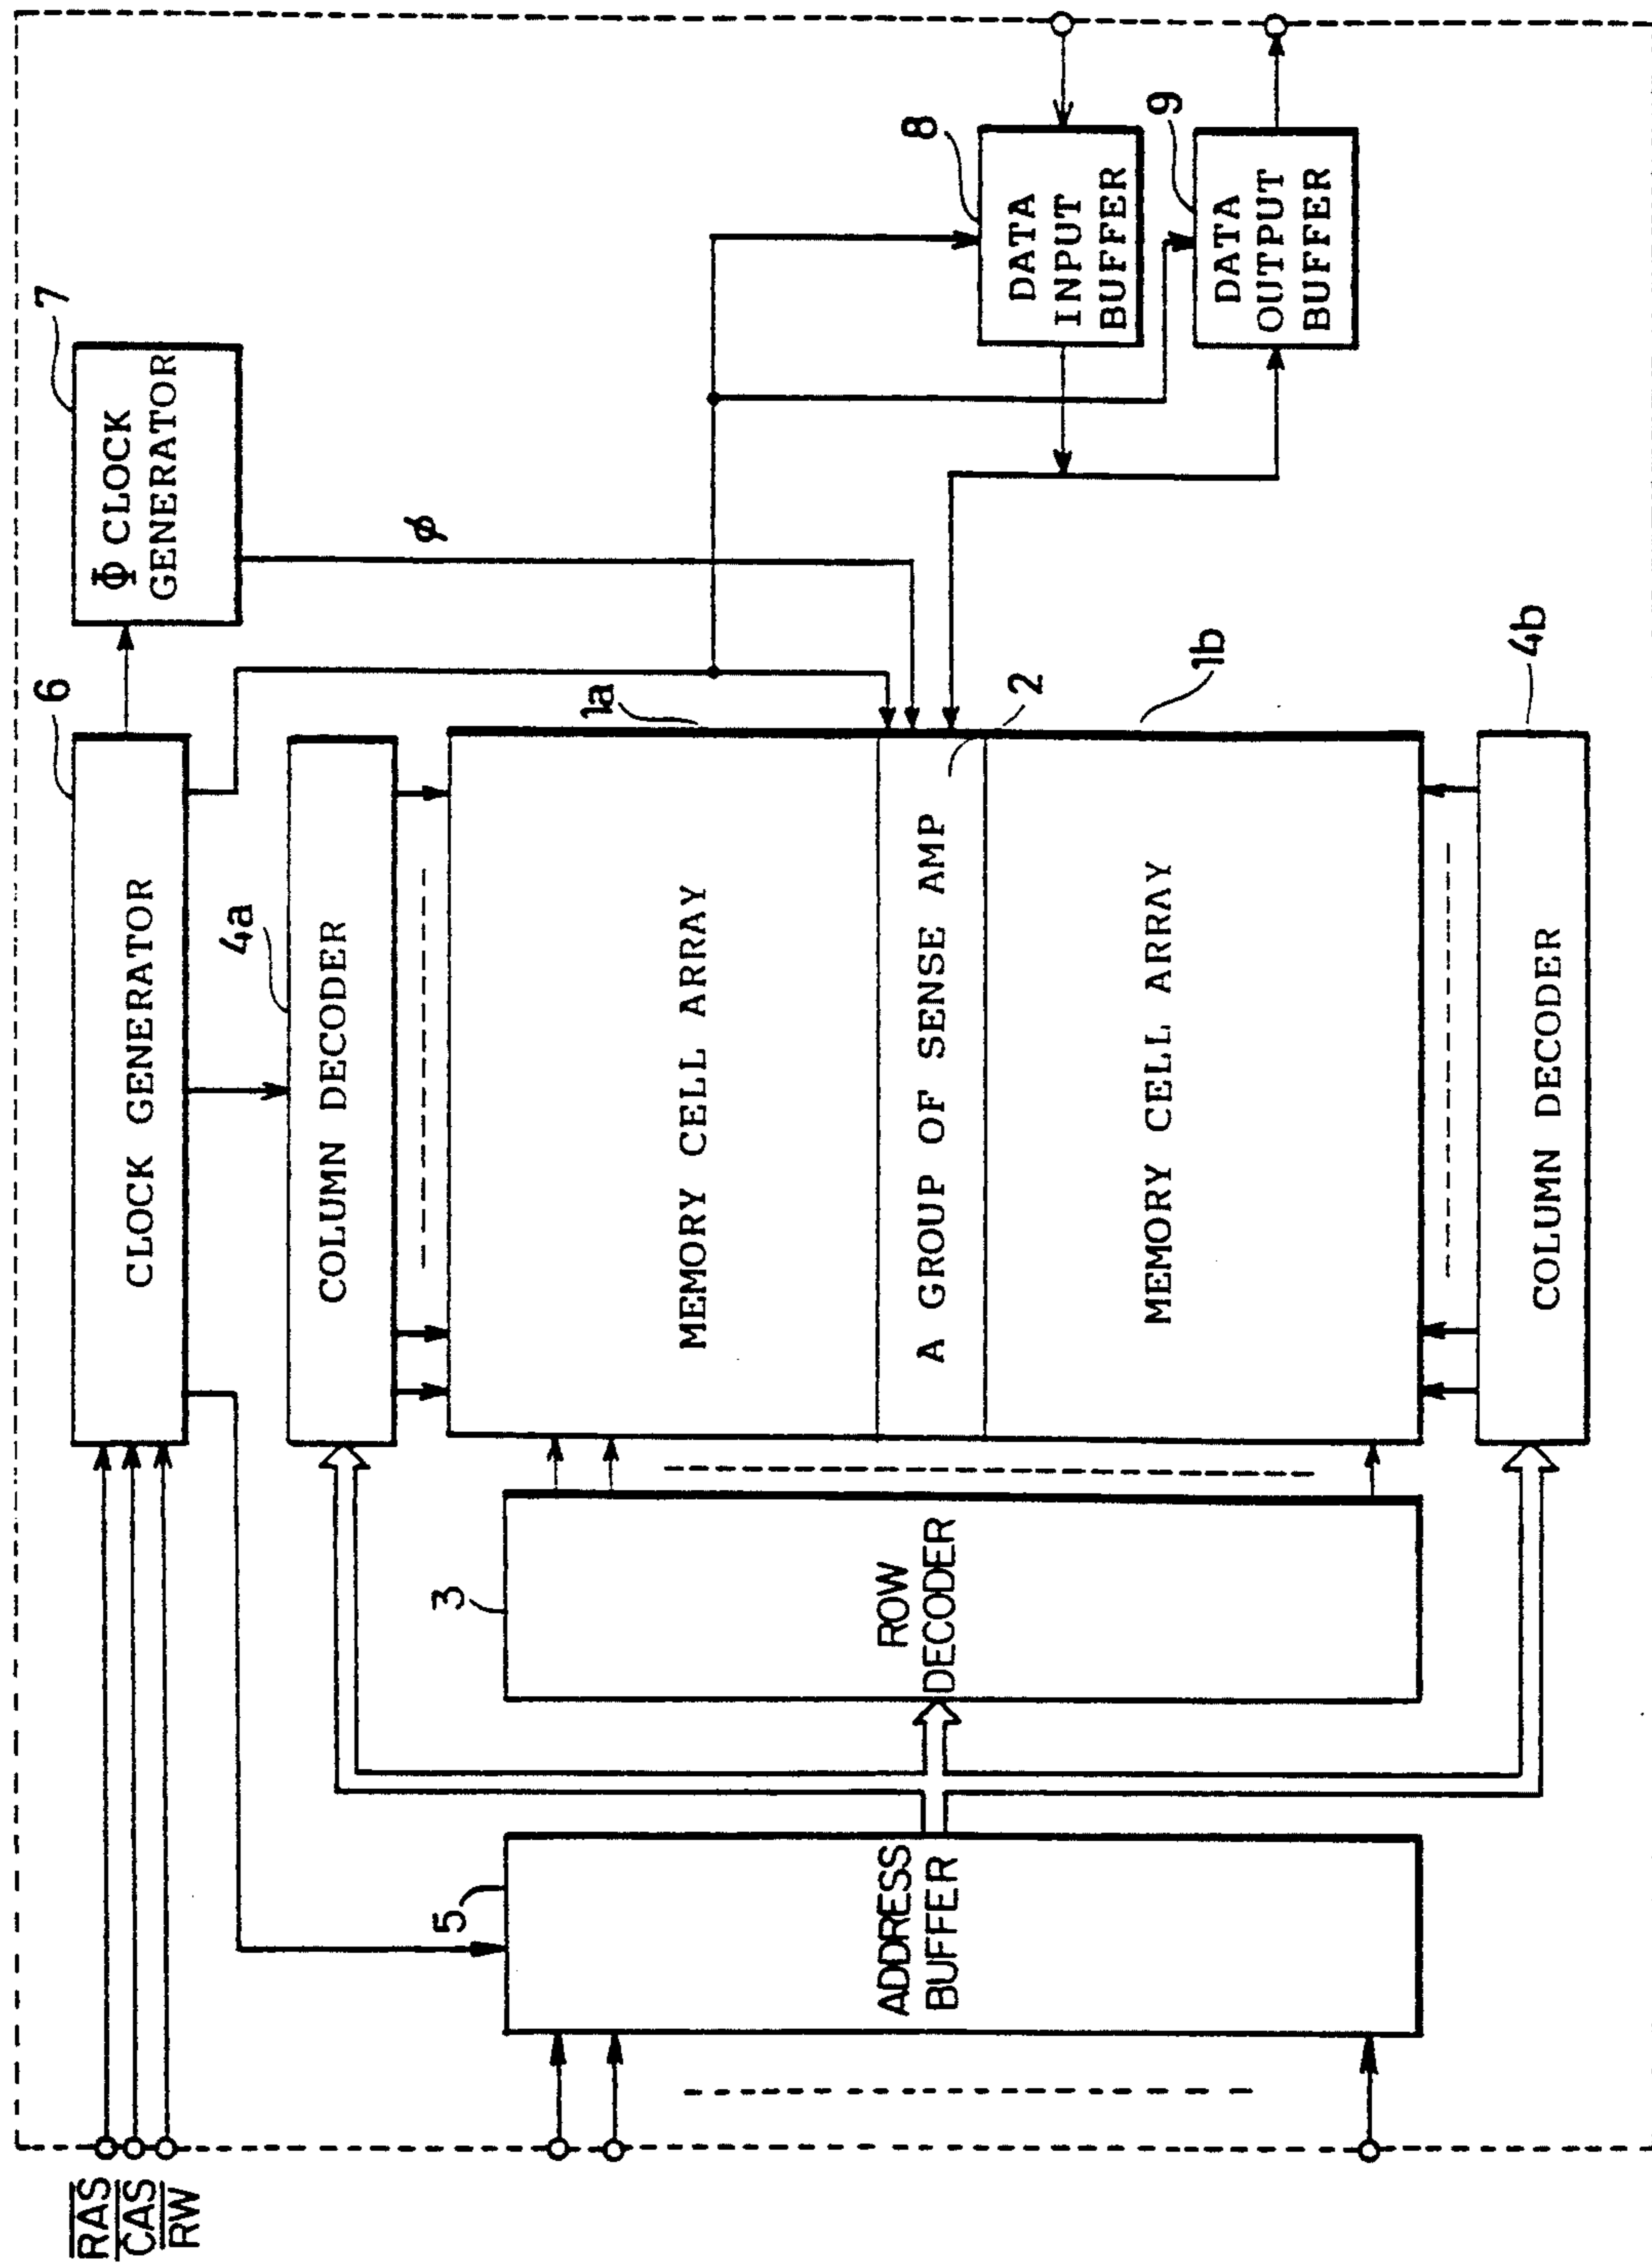 RAS
CAS
RW
6
CLOCK GENERATOR
7
Φ CLOCK
GENERATOR
4a
COLUMN DECODER
ϕ
5
ADDRESS
BUFFER
3
ROW
DECODER
1a
MEMORY CELL ARRAY
A GROUP OF SENSE AMP
2
MEMORY CELL ARRAY
1b
8
DATA
INPUT
BUFFER
9
DATA
OUTPUT
BUFFER
COLUMN DECODER
4b